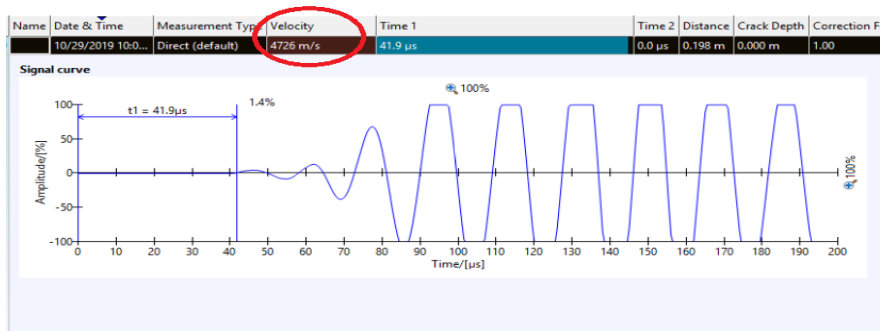 Name Date & Time Measurement Type Velocity Time 1 Time 2 Distance Crack Depth Correction F
10/29/2019 10:0... Direct (default) 4726 m/s 41.9 µs 0.0 µs 0.198 m 0.000 m 1.00
Signal curve
100%
t1 = 41.9µs 1.4%
Amplitude/[%]
100
50
0
-50
-100
100%
0 10 20 30 40 50 60 70 80 90 100 110 120 130 140 150 160 170 180 190 200
Time/[µs]